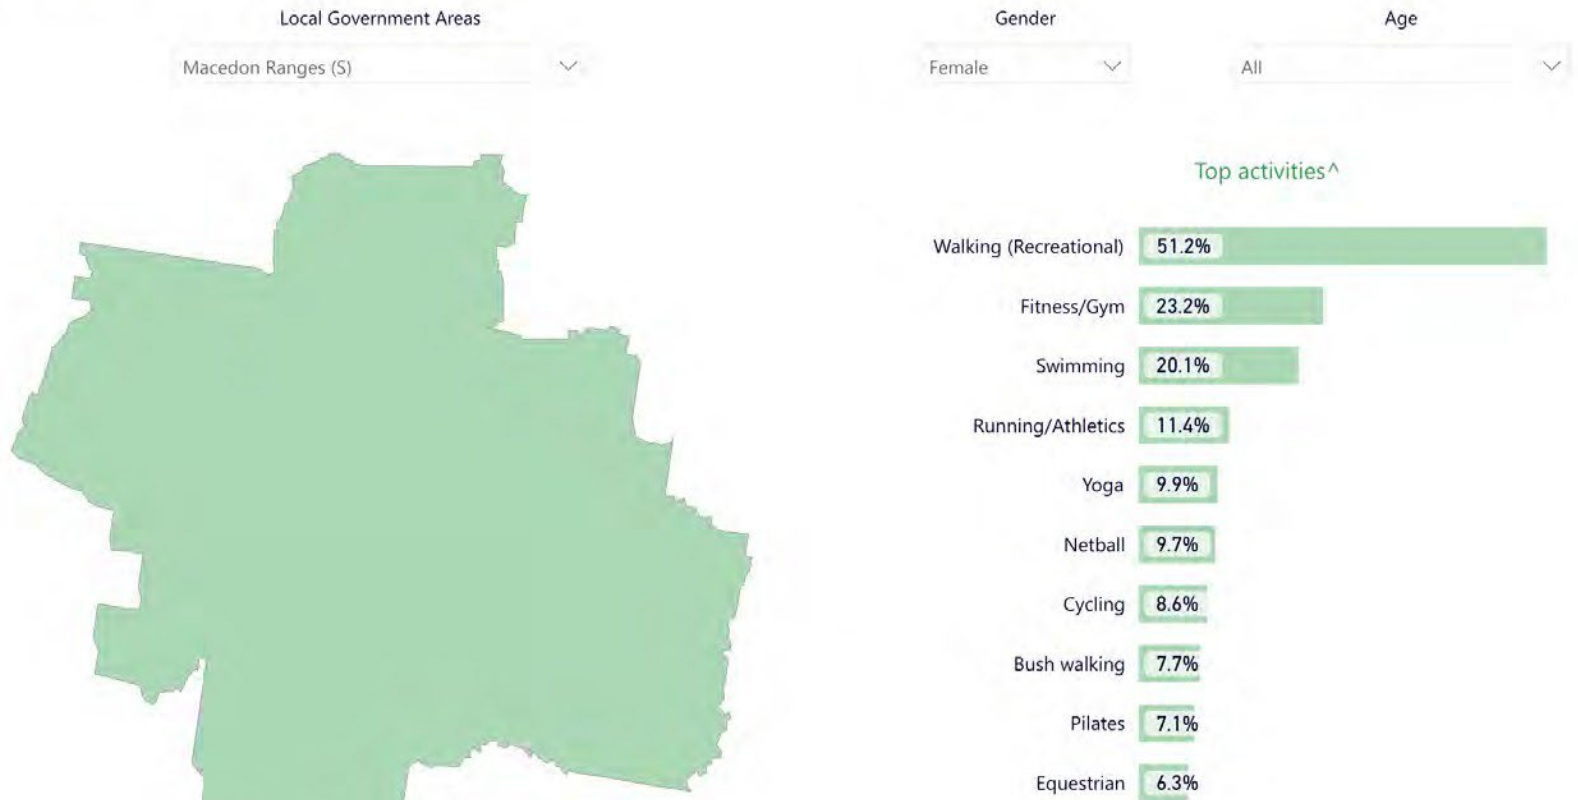 Local Government Areas
Macedon Ranges (S)
Gender
Female
Age
All
Top activities^
Walking (Recreational) 51.2%
Fitness/Gym 23.2%
Swimming 20.1%
Running/Athletics 11.4%
Yoga 9.9%
Netball 9.7%
Cycling 8.6%
Bush walking 7.7%
Pilates 7.1%
Equestrian 6.3%